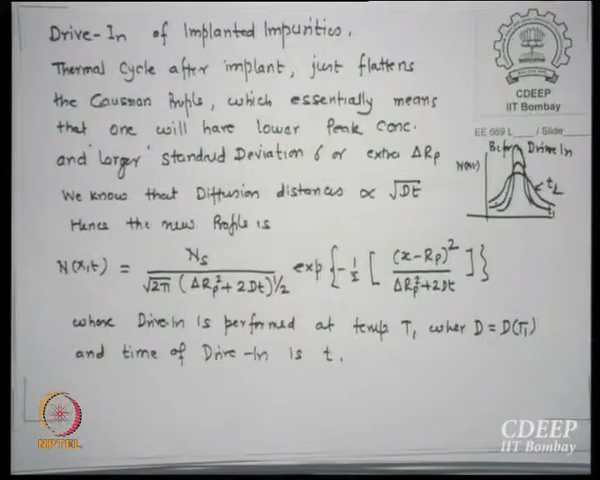 Drive-In of Implanted Impurities.
Thermal Cycle after implant, just flattens
the Gaussian Profile, which essentially means
that one will have lower Peak Conc.
and 'larger' Standard Deviation σ or extra ΔRp
We know that Diffusion distances ∝ √Dt
Hence the new Profile is
N(x,t) = Ns / √2π (ΔRp² + 2Dt)^1/2 exp{-1/2 [ (x-Rp)² / ΔRp²+2Dt ]}
where Drive-In is performed at temp T, wher D = D(T1)
and time of Drive-In is t.
CDEEP
IIT Bombay
EE 669 L / Slide
Before Drive In
N(x)
NPTEL
CDEEP
IIT Bombay